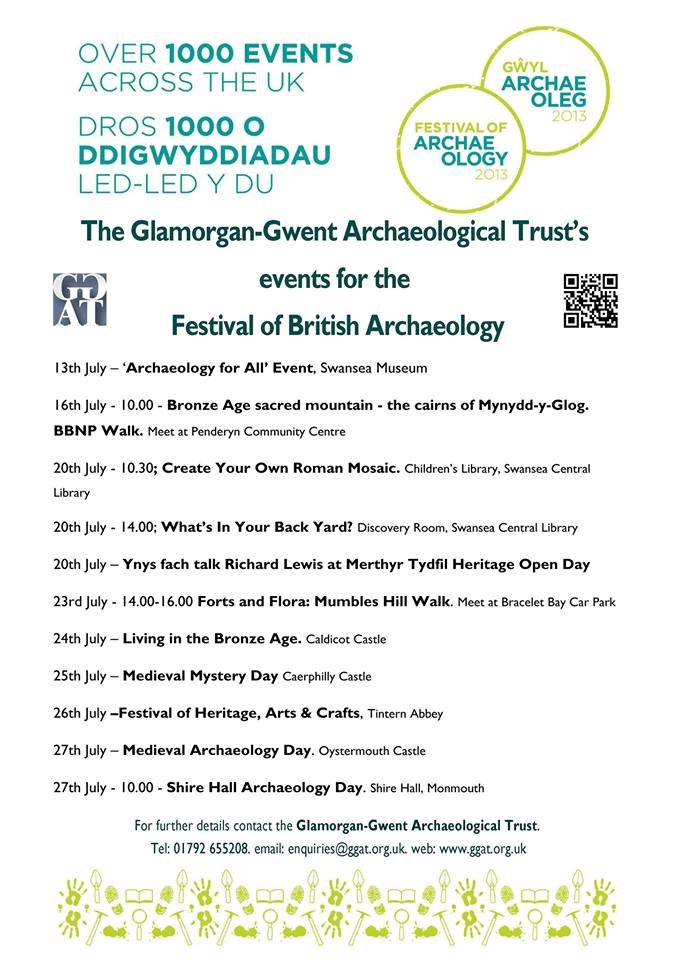 OVER 1000 EVENTS
ACROSS THE UK
DROS 1000 O
DDIGWYDDIADAU
LED-LED Y DU
GŴYL
ARCHAE
OLEG
2013
FESTIVAL OF
ARCHAE
OLOGY
2013
The Glamorgan-Gwent Archaeological Trust’s
events for the
Festival of British Archaeology
GGAT
13th July – ‘Archaeology for All’ Event, Swansea Museum
16th July - 10.00 - Bronze Age sacred mountain - the cairns of Mynydd-y-Glog.
BBNP Walk. Meet at Penderyn Community Centre
20th July - 10.30; Create Your Own Roman Mosaic. Children’s Library, Swansea Central
Library
20th July - 14.00; What’s In Your Back Yard? Discovery Room, Swansea Central Library
20th July – Ynys fach talk Richard Lewis at Merthyr Tydfil Heritage Open Day
23rd July - 14.00-16.00 Forts and Flora: Mumbles Hill Walk. Meet at Bracelet Bay Car Park
24th July – Living in the Bronze Age. Caldicot Castle
25th July – Medieval Mystery Day Caerphilly Castle
26th July –Festival of Heritage, Arts & Crafts, Tintern Abbey
27th July – Medieval Archaeology Day. Oystermouth Castle
27th July - 10.00 - Shire Hall Archaeology Day. Shire Hall, Monmouth
For further details contact the Glamorgan-Gwent Archaeological Trust.
Tel: 01792 655208. email: enquiries@ggat.org.uk. web: www.ggat.org.uk